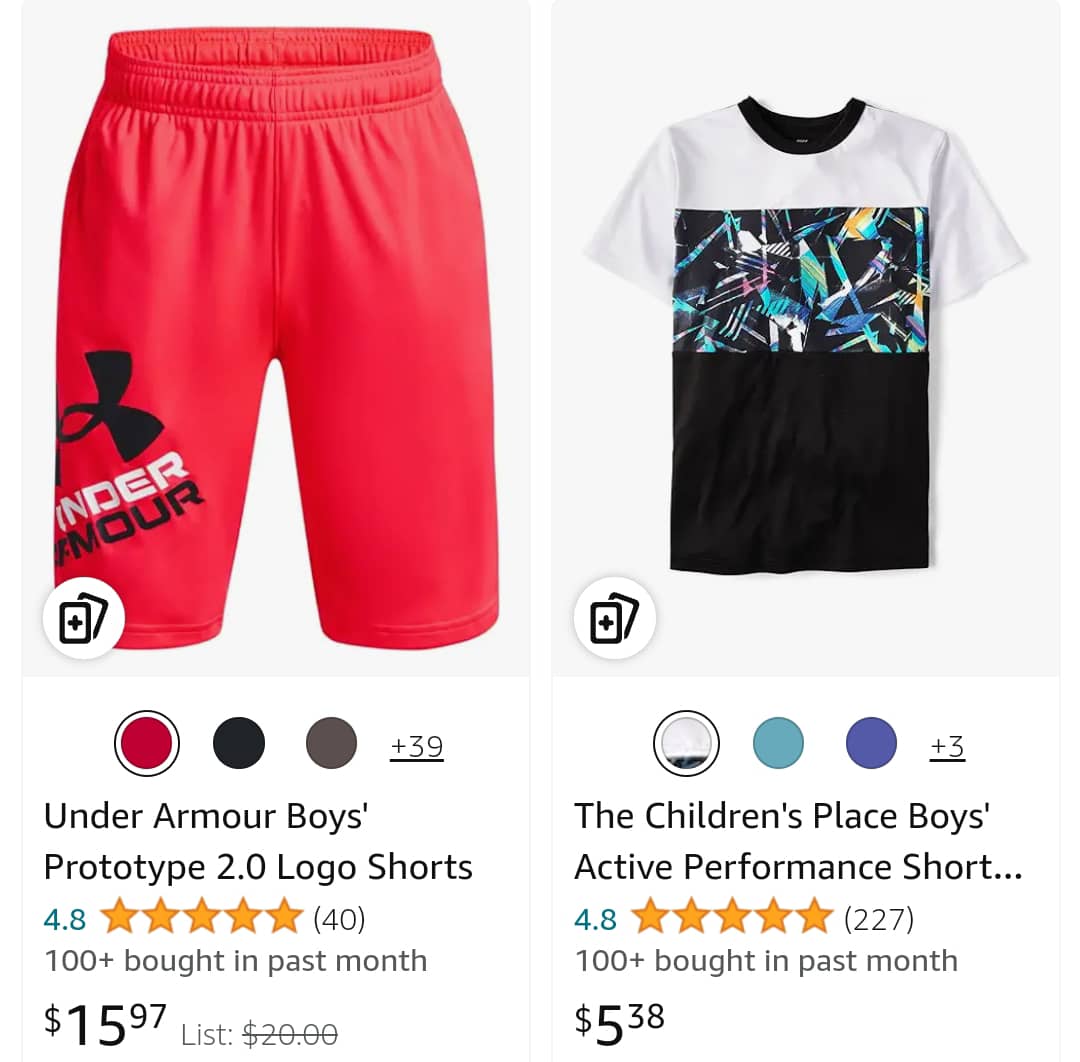 UNDER
ARMOUR
+39
Under Armour Boys'
Prototype 2.0 Logo Shorts
4.8 (40)
100+ bought in past month
$15.97 List: $20.00
+3
The Children's Place Boys'
Active Performance Short...
4.8 (227)
100+ bought in past month
$5.38